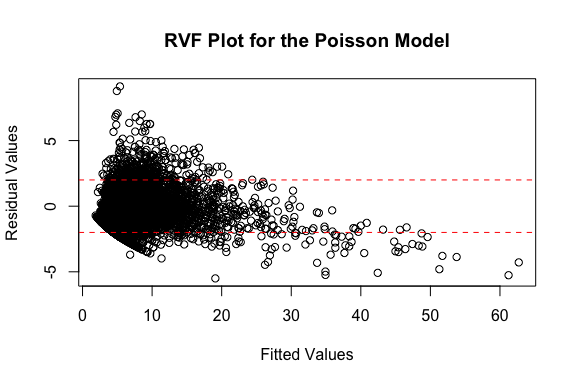 RVF Plot for the Poisson Model
Residual Values
5
0
-5
0 10 20 30 40 50 60
Fitted Values